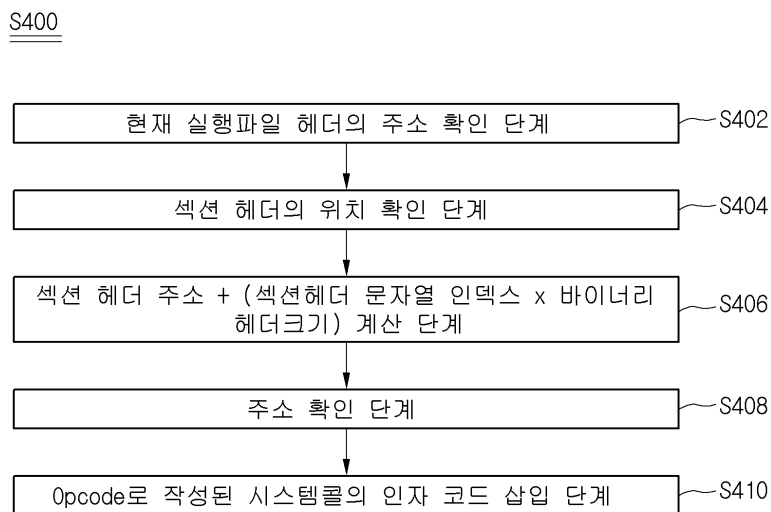 S400
현재 실행파일 헤더의 주소 확인 단계
S402
섹션 헤더의 위치 확인 단계
S404
섹션 헤더 주소 + (섹션헤더 문자열 인덱스 x 바이너리
헤더크기) 계산 단계
S406
주소 확인 단계
S408
Opcode로 작성된 시스템콜의 인자 코드 삽입 단계
S410